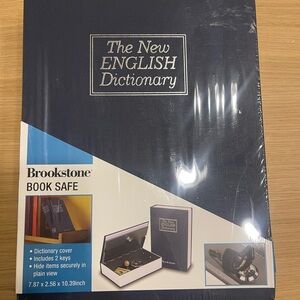 The New
ENGLISH
Dictionary
Brookstone
BOOK SAFE
• Dictionary cover
• Includes 2 keys
• Hide items securely in
plain view
7.87 x 2.56 x 10.39inch